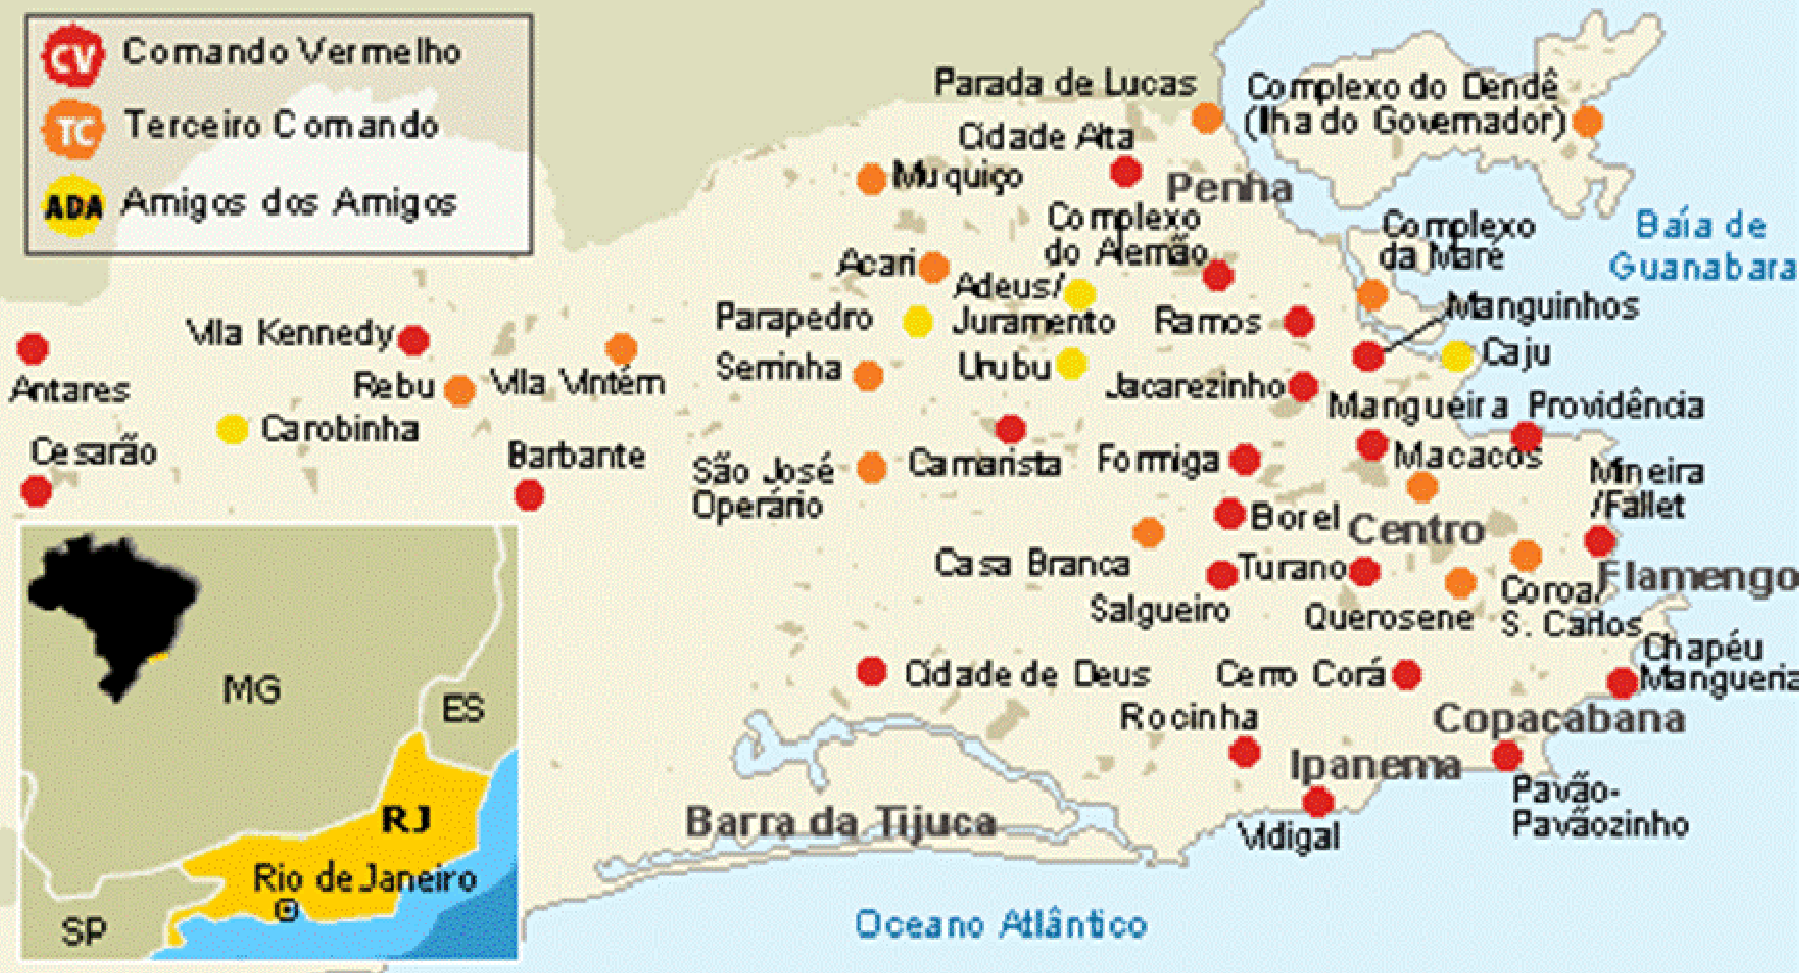 CV Comando Vermelho
TC Terceiro Comando
ADA Amigos dos Amigos
Parada de Lucas
Complexo do Dendê
(Ilha do Governador)
Cidade Alta
Muquiço
Penha
Complexo
do Alemão
Complexo
da Maré
Baía de
Guanabara
Acari
Adeus/
Juramento
Parapedro
Ramos
Manguinhos
Vila Kennedy
Antares
Rebu
Vila Vintém
Serrinha
Urubu
Jacarezinho
Caju
Mangueira
Providência
Carobinha
Cesarão
Barbante
São José
Operário
Camarista
Formiga
Macacos
Mineira
/Fallet
Borel
Centro
Casa Branca
Turano
Salgueiro
Querosene
Coroa/
S. Carlos
Flamengo
Chapéu
Mangueria
Cidade de Deus
Cerro Corá
Rocinha
Copacabana
Ipanema
Pavão-
Pavãozinho
Vidigal
Barra da Tijuca
Oceano Atlântico
MG
ES
RJ
Rio de Janeiro
SP